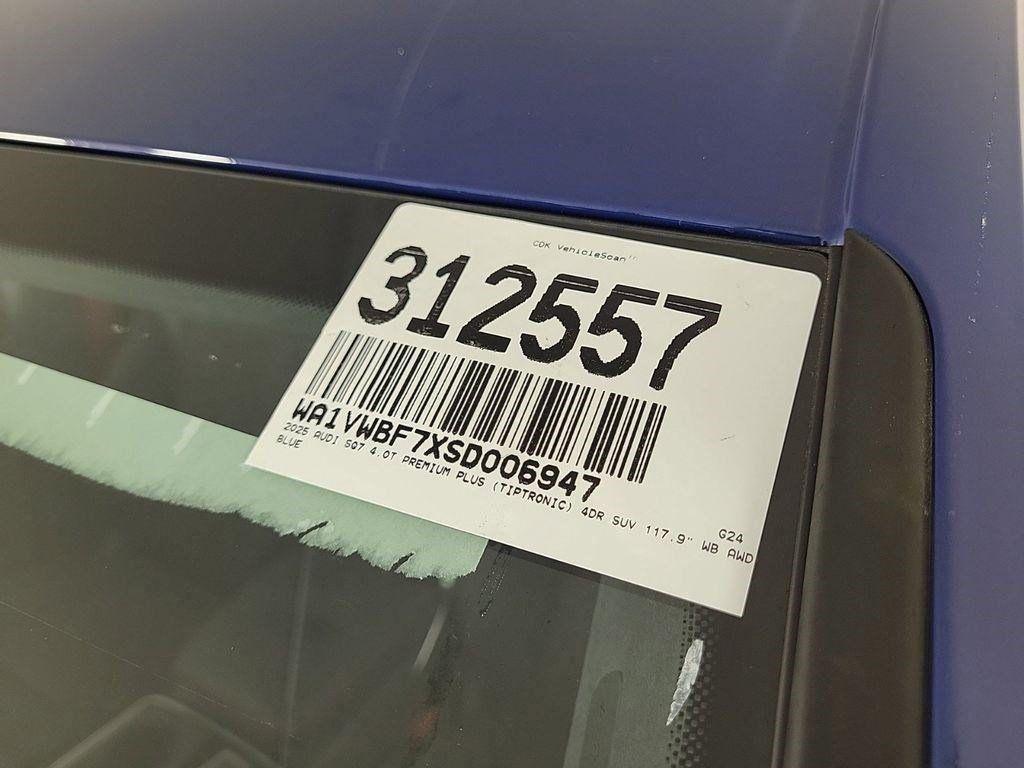 CDK VehicleScan™
312557
WA1VWBF7XSD006947
2025 AUDI SQ7 4.0T PREMIUM PLUS (TIPTRONIC) 4DR SUV 117.9" WB AWD
BLUE
G24